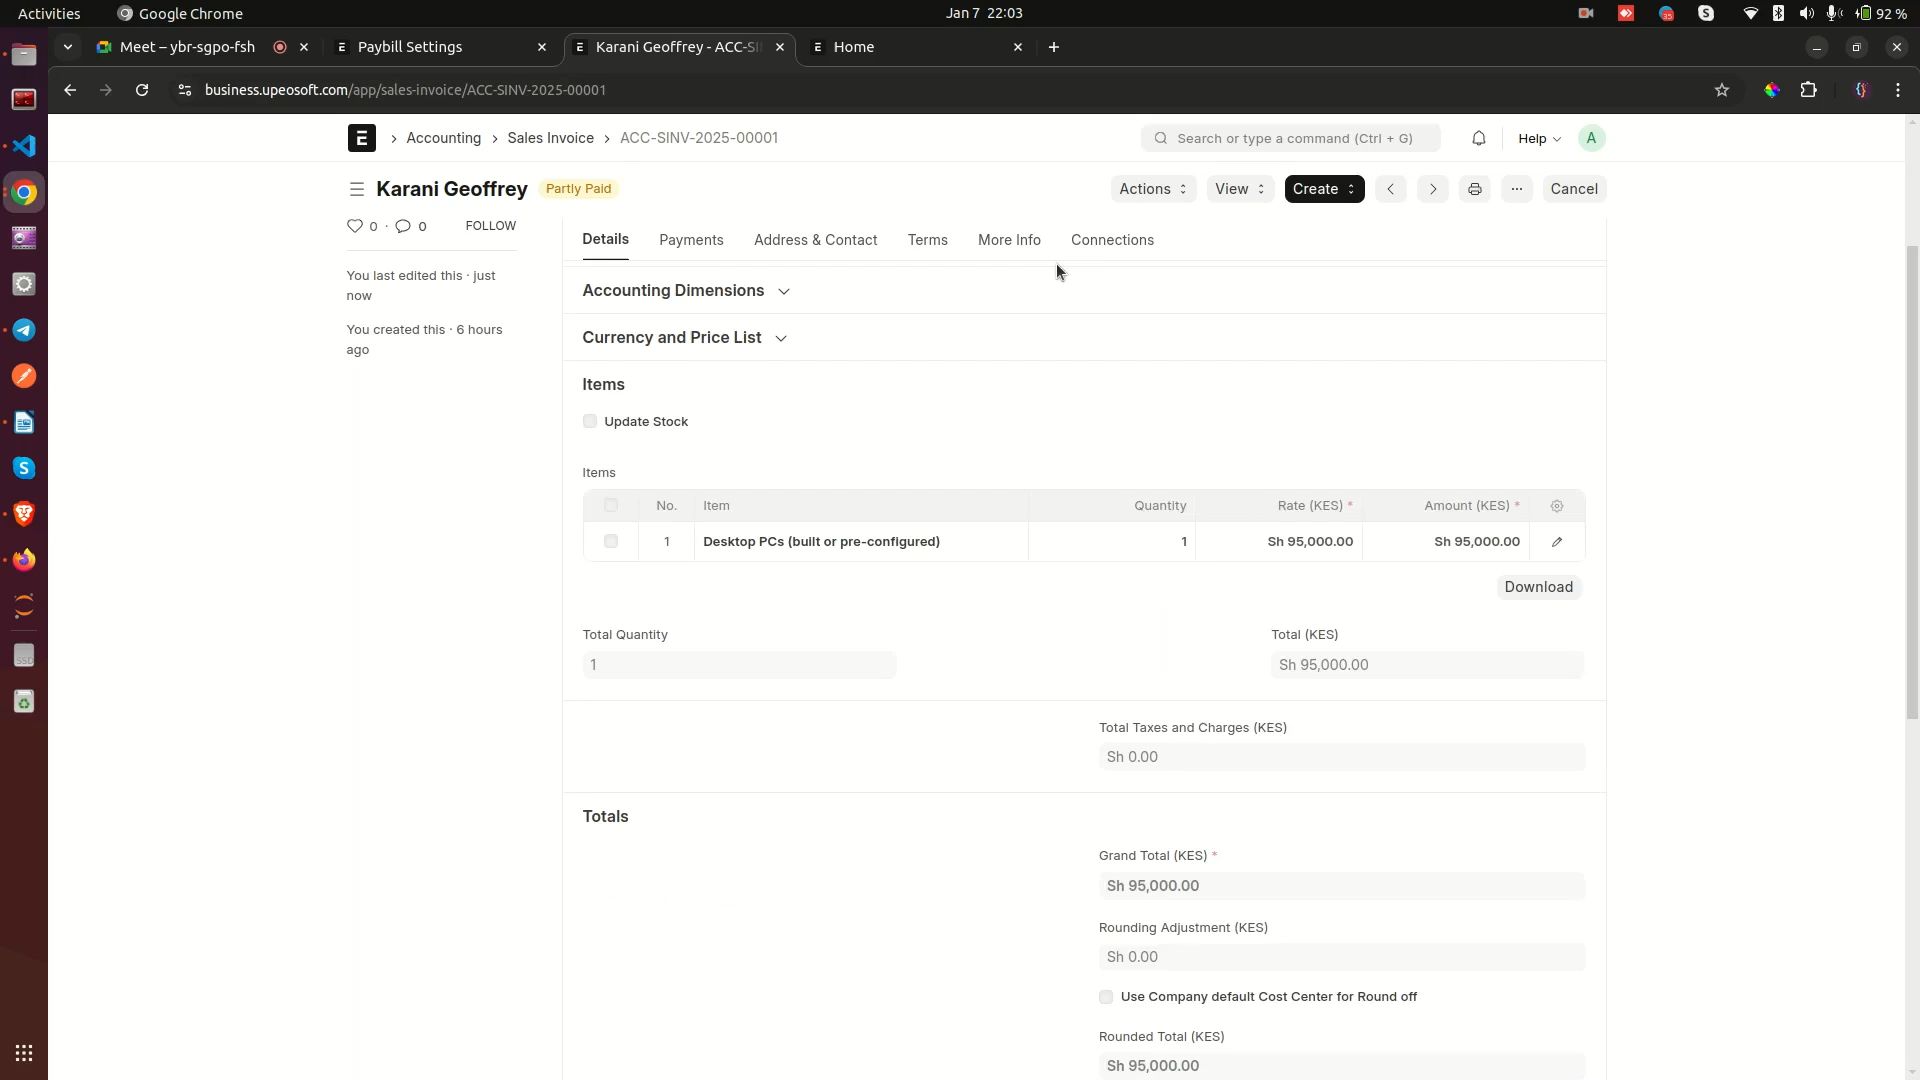 Activities
Google Chrome
Jan 7 22:03
92 %
Meet – ybr-sgpo-fsh
Paybill Settings
Karani Geoffrey - ACC-SI
Home
business.upeosoft.com/app/sales-invoice/ACC-SINV-2025-00001
E
Accounting
Sales Invoice
ACC-SINV-2025-00001
Search or type a command (Ctrl + G)
Help
A
Karani Geoffrey
Partly Paid
Actions
View
Create
Cancel
0 · 0
FOLLOW
You last edited this · just
now
You created this · 6 hours
ago
Details
Payments
Address & Contact
Terms
More Info
Connections
Accounting Dimensions
Currency and Price List
Items
Update Stock
Items
No. Item Quantity Rate (KES) * Amount (KES) *
1 Desktop PCs (built or pre-configured) 1 Sh 95,000.00 Sh 95,000.00
Download
Total Quantity
1
Total (KES)
Sh 95,000.00
Total Taxes and Charges (KES)
Sh 0.00
Totals
Grand Total (KES) *
Sh 95,000.00
Rounding Adjustment (KES)
Sh 0.00
Use Company default Cost Center for Round off
Rounded Total (KES)
Sh 95,000.00